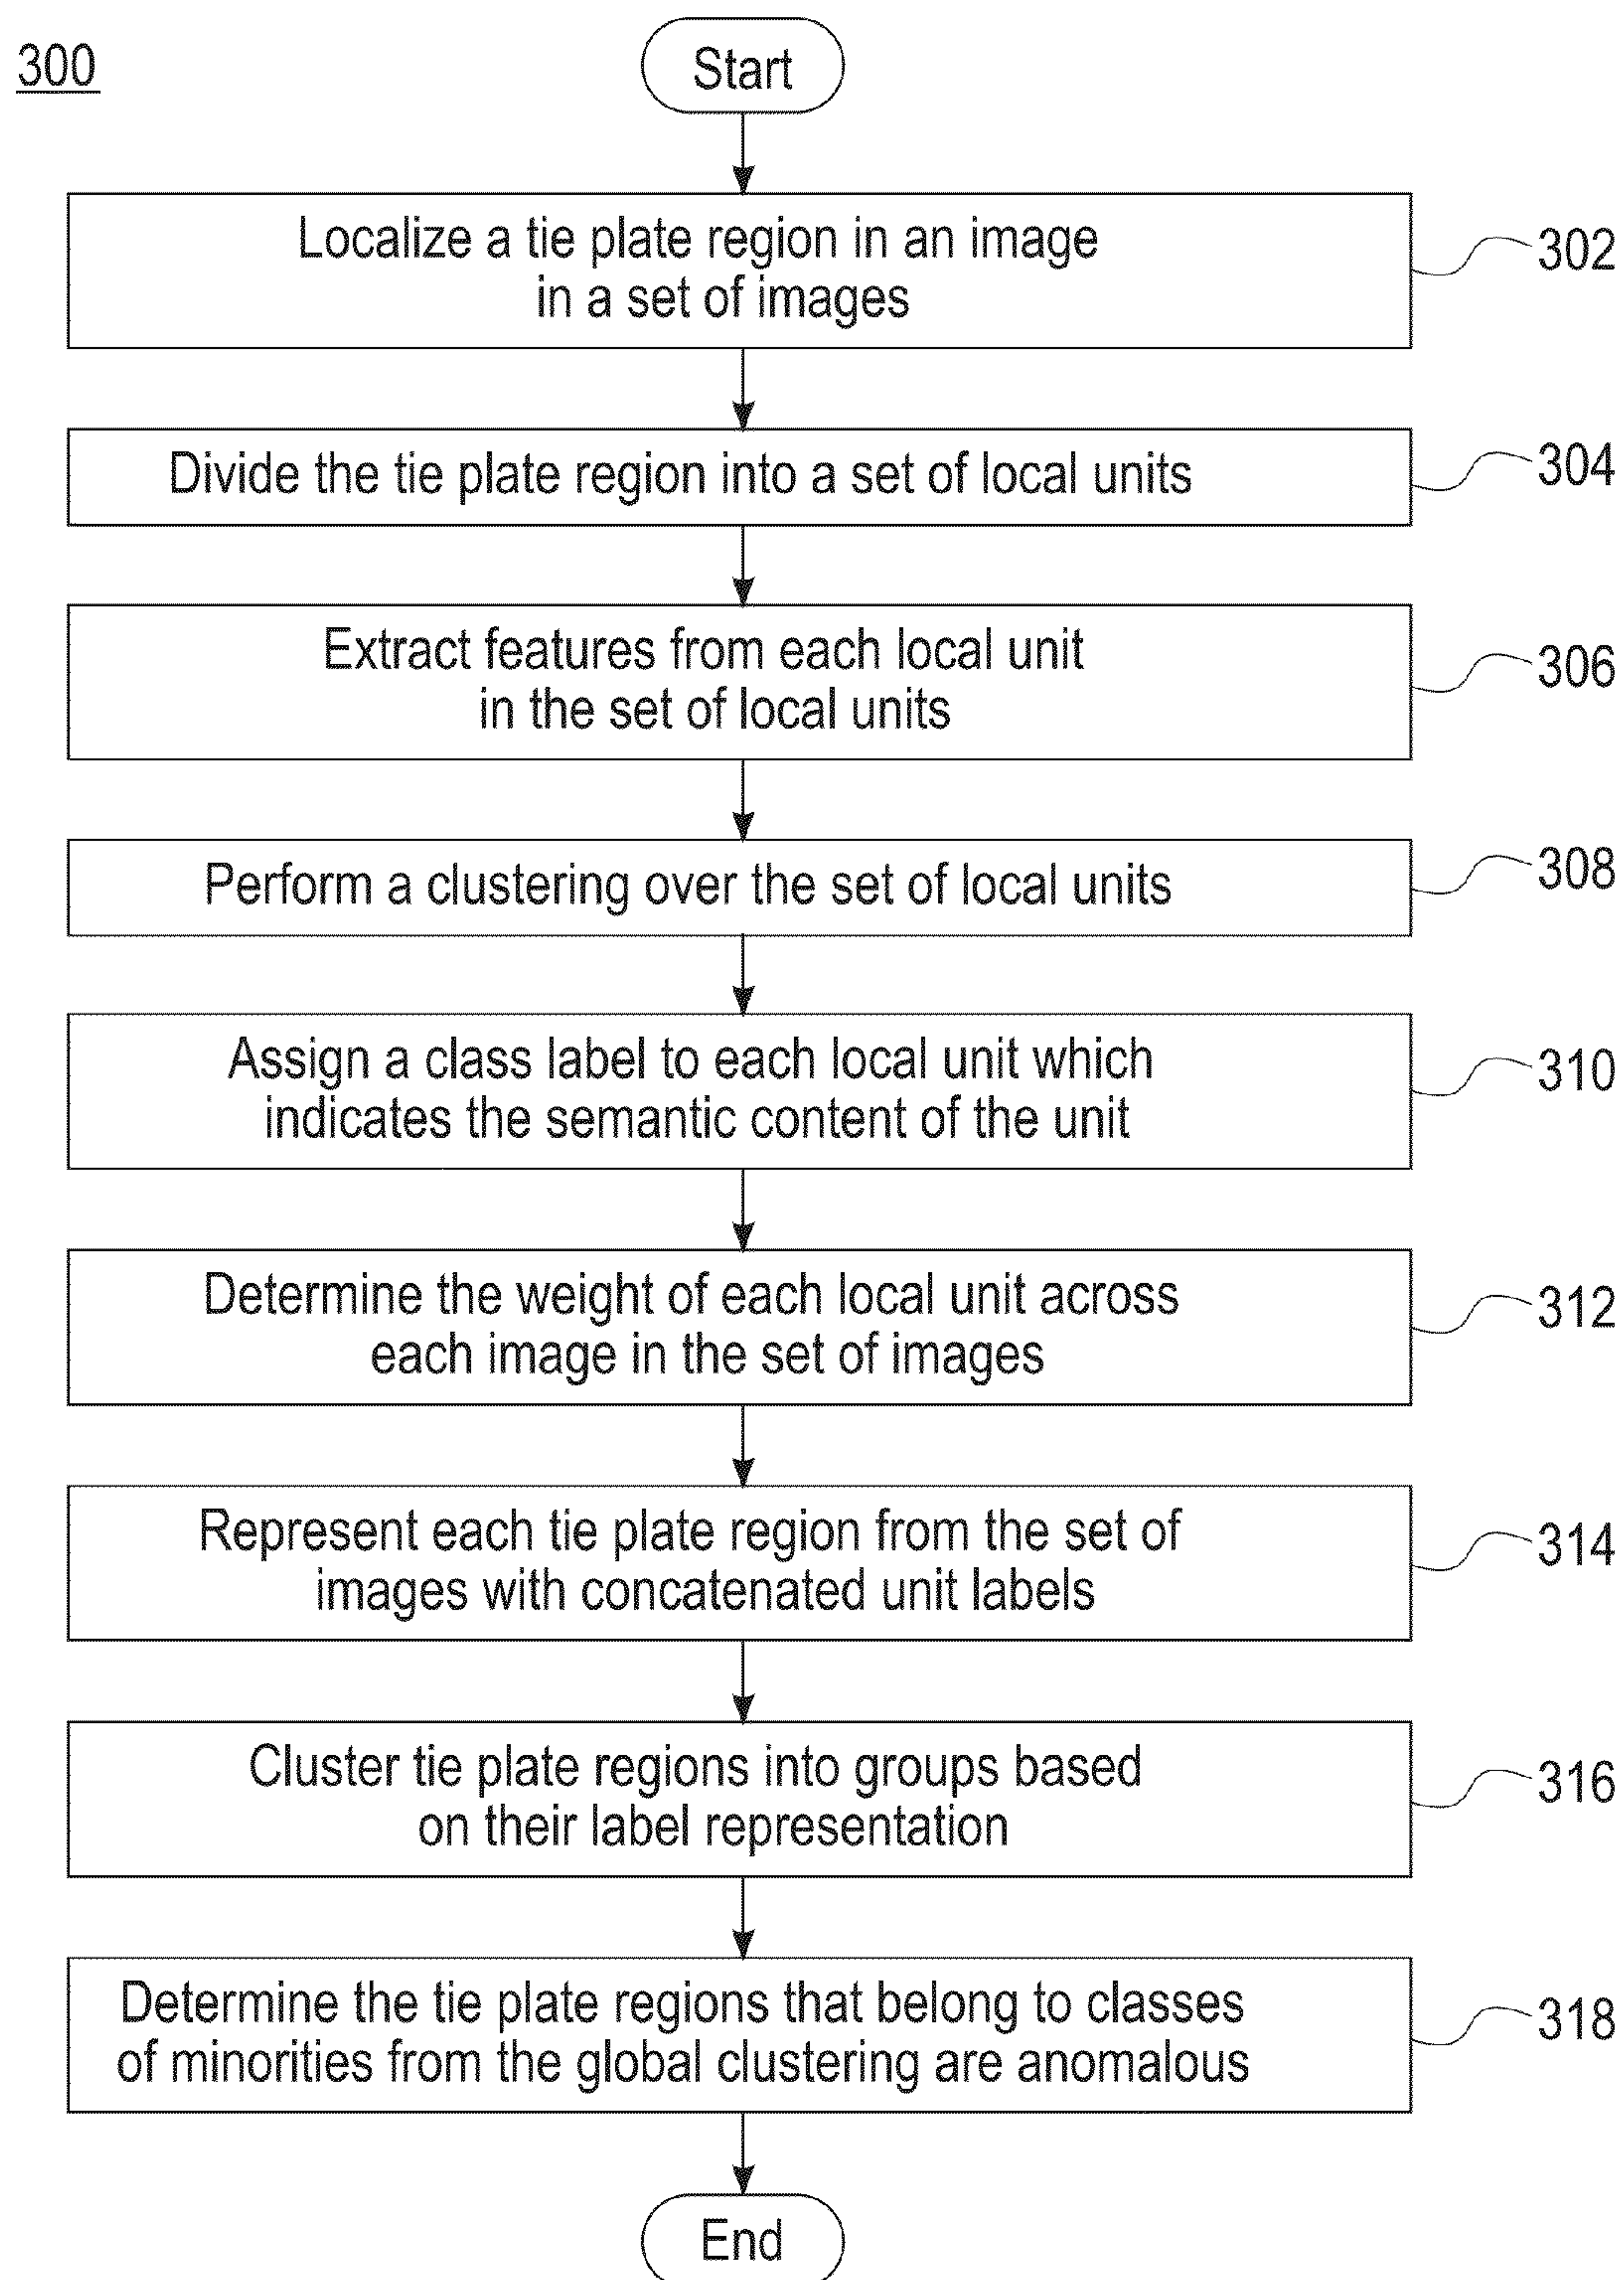 300
Start
Localize a tie plate region in an image
in a set of images
302
Divide the tie plate region into a set of local units
304
Extract features from each local unit
in the set of local units
306
Perform a clustering over the set of local units
308
Assign a class label to each local unit which
indicates the semantic content of the unit
310
Determine the weight of each local unit across
each image in the set of images
312
Represent each tie plate region from the set of
images with concatenated unit labels
314
Cluster tie plate regions into groups based
on their label representation
316
Determine the tie plate regions that belong to classes
of minorities from the global clustering are anomalous
318
End